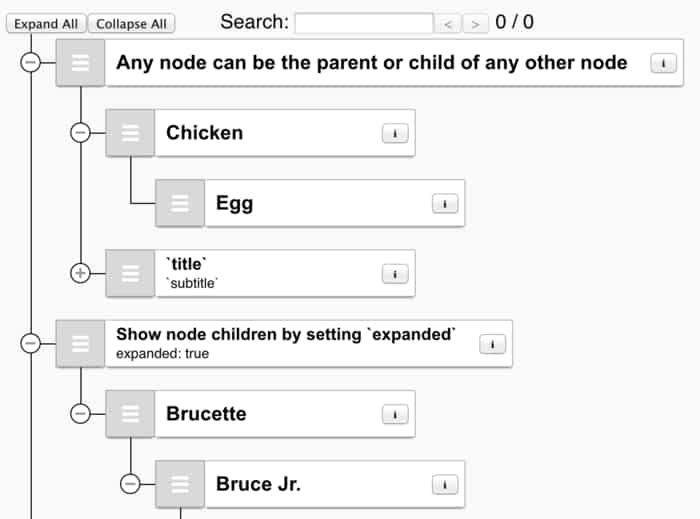 Expand All Collapse All Search: < > 0 / 0
Any node can be the parent or child of any other node i
Chicken i
Egg i
`title`
`subtitle` i
Show node children by setting `expanded`
expanded: true i
Brucette i
Bruce Jr. i